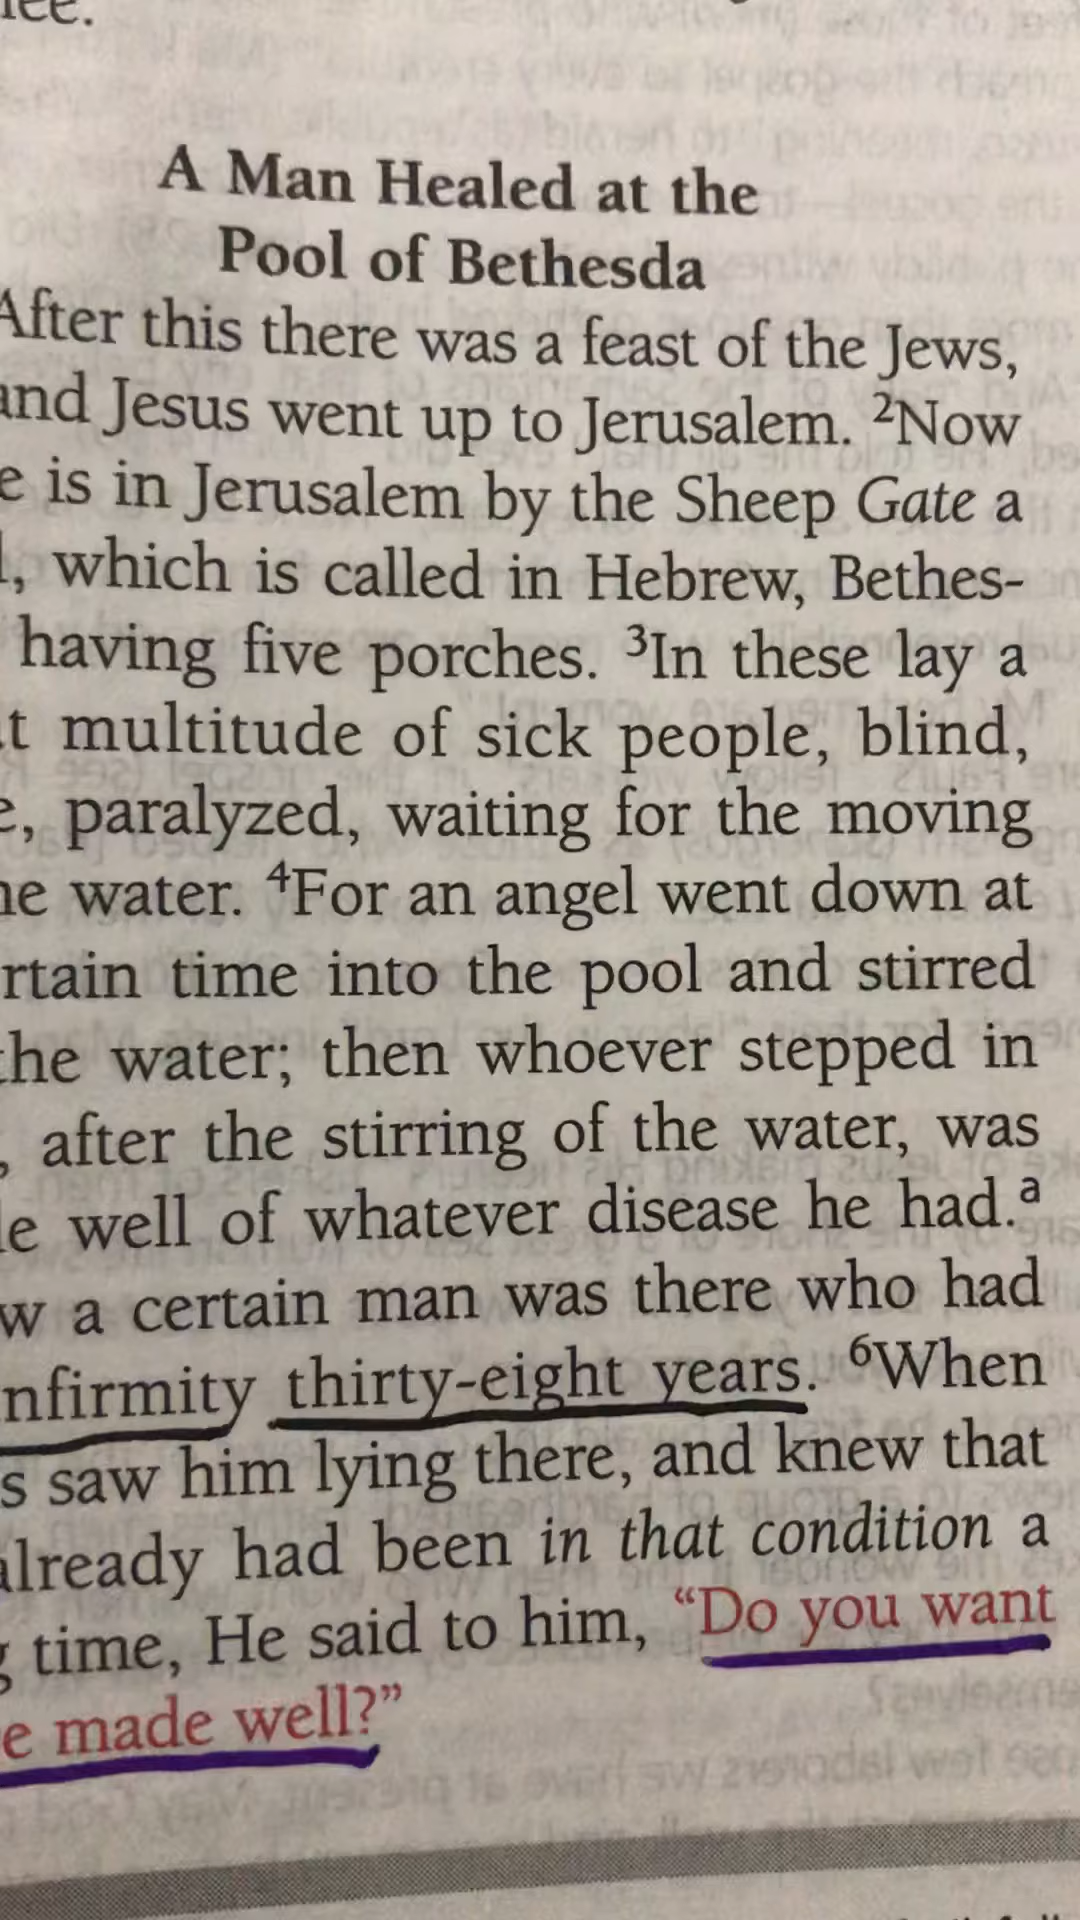 A Man Healed at the
Pool of Bethesda
After this there was a feast of the Jews,
and Jesus went up to Jerusalem. ²Now
e is in Jerusalem by the Sheep Gate a
, which is called in Hebrew, Bethes-
having five porches. ³In these lay a
t multitude of sick people, blind,
e, paralyzed, waiting for the moving
he water. ⁴For an angel went down at
rtain time into the pool and stirred
the water; then whoever stepped in
, after the stirring of the water, was
le well of whatever disease he had.ᵃ
w a certain man was there who had
nfirmity thirty-eight years. ⁶When
s saw him lying there, and knew that
already had been in that condition a
g time, He said to him, “Do you want
e made well?”